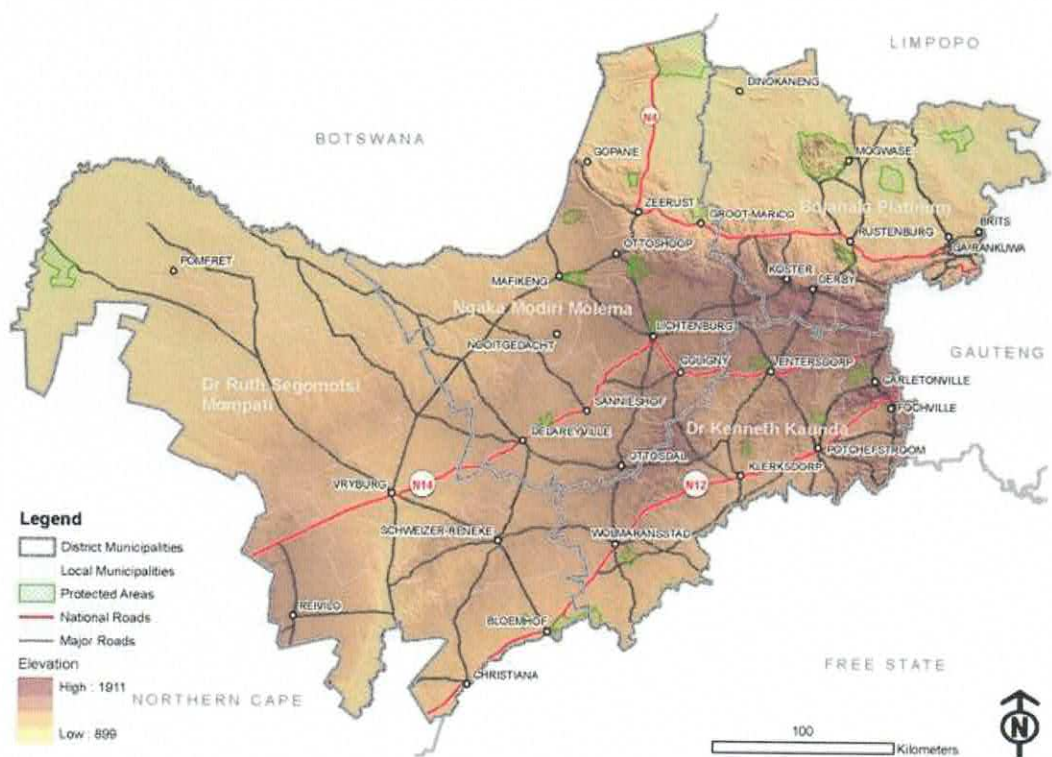 LIMPOPO
DINOKANENG
BOTSWANA
N4
GOPANE
MOGWASE
ZEERUST
GROOT-MARICO
Bojanala Platinum
BRITS
RUSTENBURG
GA-RANKUWA
OTTOSHOOP
POMFRET
MAFIKENG
KOSTER
DERBY
Ngaka Modiri Molema
LICHTENBURG
NOOITGEDACHT
GAUTENG
COLIGNY
VENTERSDORP
CARLETONVILLE
Dr Ruth Segomotsi
Mompati
SANNIESHOF
FOCHVILLE
Dr Kenneth Kaunda
DELAREYVILLE
POTCHEFSTROOM
OTTOSDAL
KLERKSDORP
VRYBURG
N14
N12
SCHWEIZER-RENEKE
WOLMARANSSTAD
Legend
District Municipalities
Local Municipalities
Protected Areas
National Roads
Major Roads
Elevation
High : 1911
Low : 899
REIVILO
BLOEMHOF
CHRISTIANA
NORTHERN CAPE
FREE STATE
100
Kilometers
N